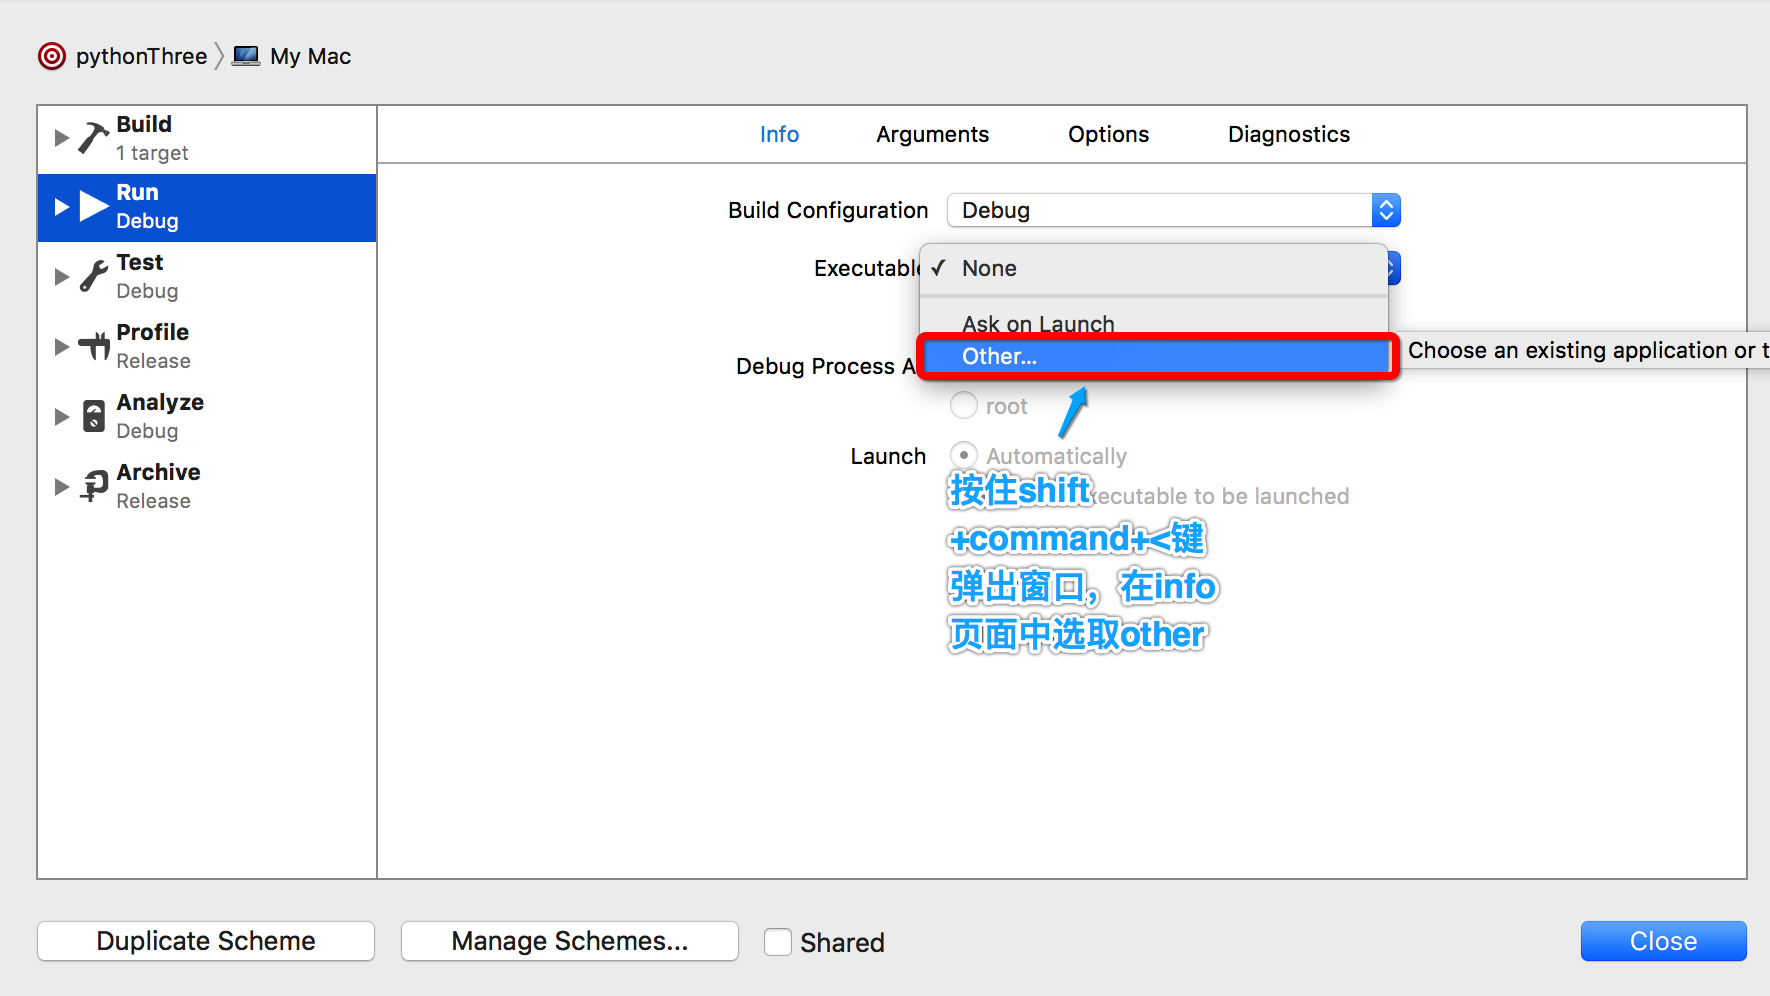 pythonThree
My Mac
Build
1 target
Run
Debug
Test
Debug
Profile
Release
Analyze
Debug
Archive
Release
Info Arguments Options Diagnostics
Build Configuration Debug
Executable ✓ None
Ask on Launch
Other...
Choose an existing application or t
Debug Process A
root
Launch Automatically
executable to be launched
按住shift
+command+<键
弹出窗口，在info
页面中选取other
Duplicate Scheme Manage Schemes... Shared Close